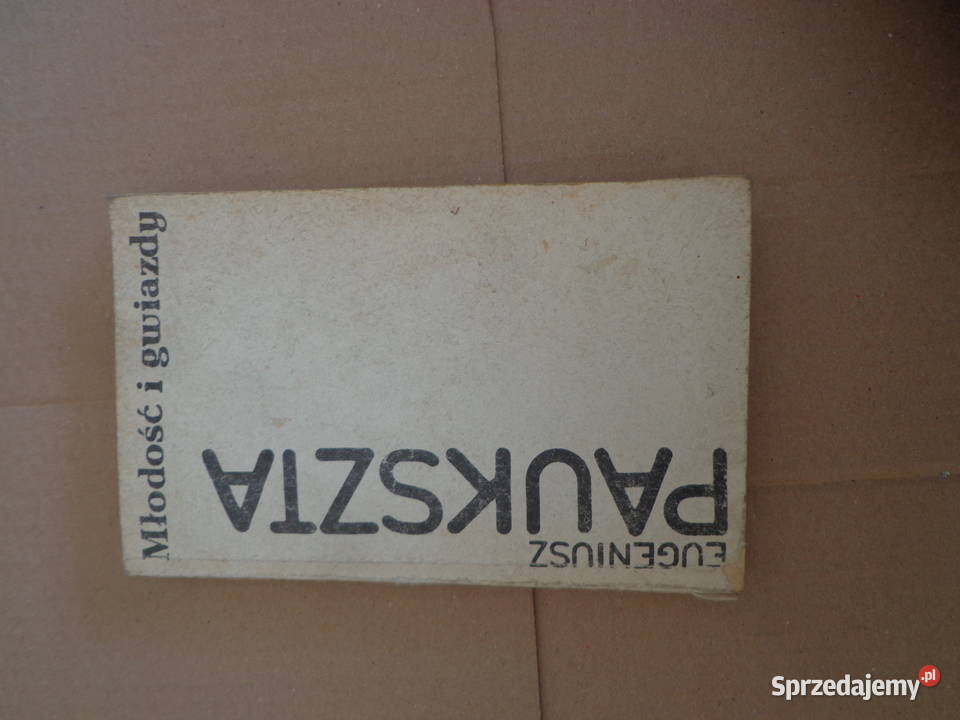 Młodość i gwiazdy
EUGENIUSZ
PAUKSZTA
Sprzedajemy.pl